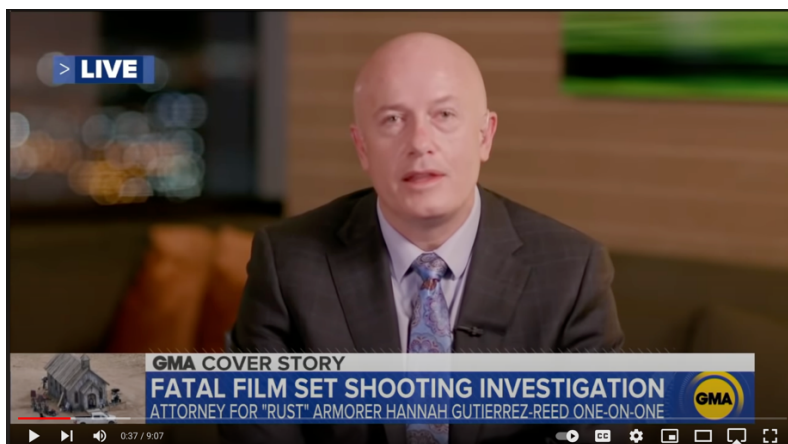 > LIVE
GMA COVER STORY
FATAL FILM SET SHOOTING INVESTIGATION
ATTORNEY FOR "RUST" ARMORER HANNAH GUTIERREZ-REED ONE-ON-ONE
GMA
0:37 / 9:07
CC